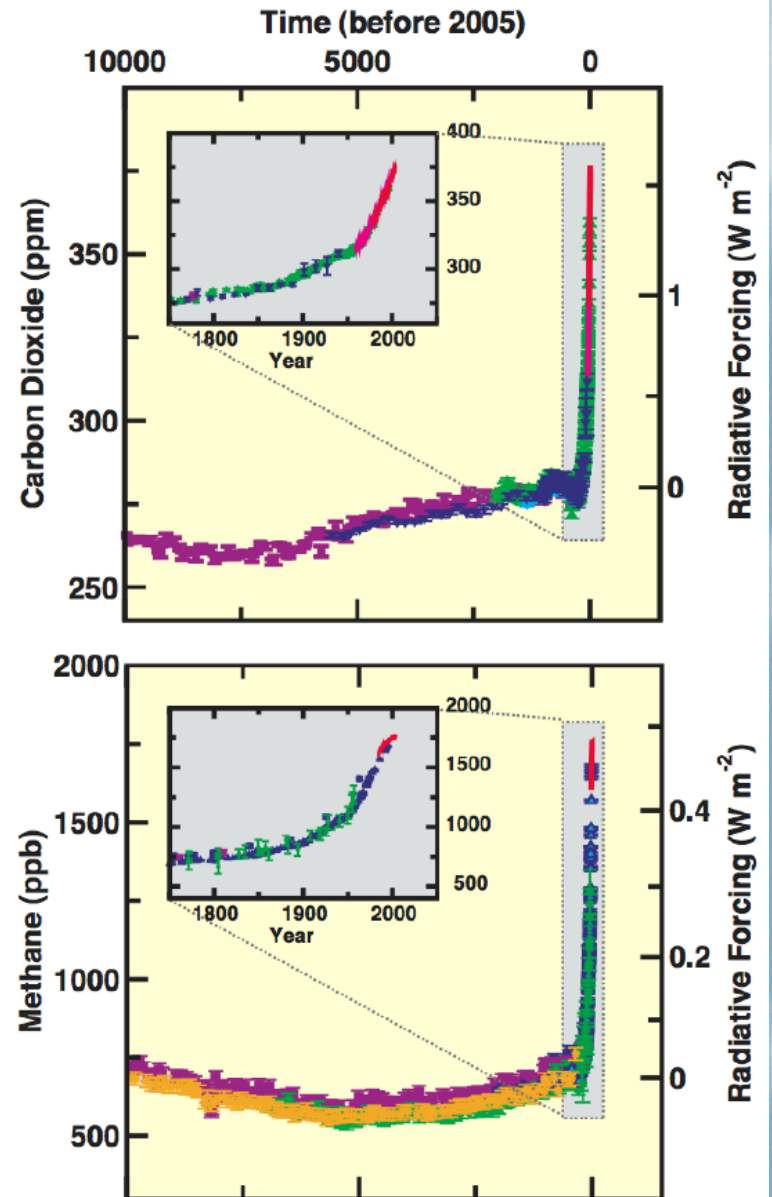 Time (before 2005)
10000 5000 0
Carbon Dioxide (ppm)
350
300
250
400
350
300
1800 1900 2000
Year
1
0
Radiative Forcing (W m-2)
Methane (ppb)
2000
1500
1000
500
2000
1500
1000
500
1800 1900 2000
Year
0.4
0.2
0
Radiative Forcing (W m-2)